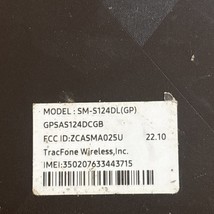 MODEL : SM-S124DL(GP)
GPSAS124DCGB
FCC ID:ZCASMA025U 22.10
TracFone Wireless,Inc.
IMEI:350207633443715